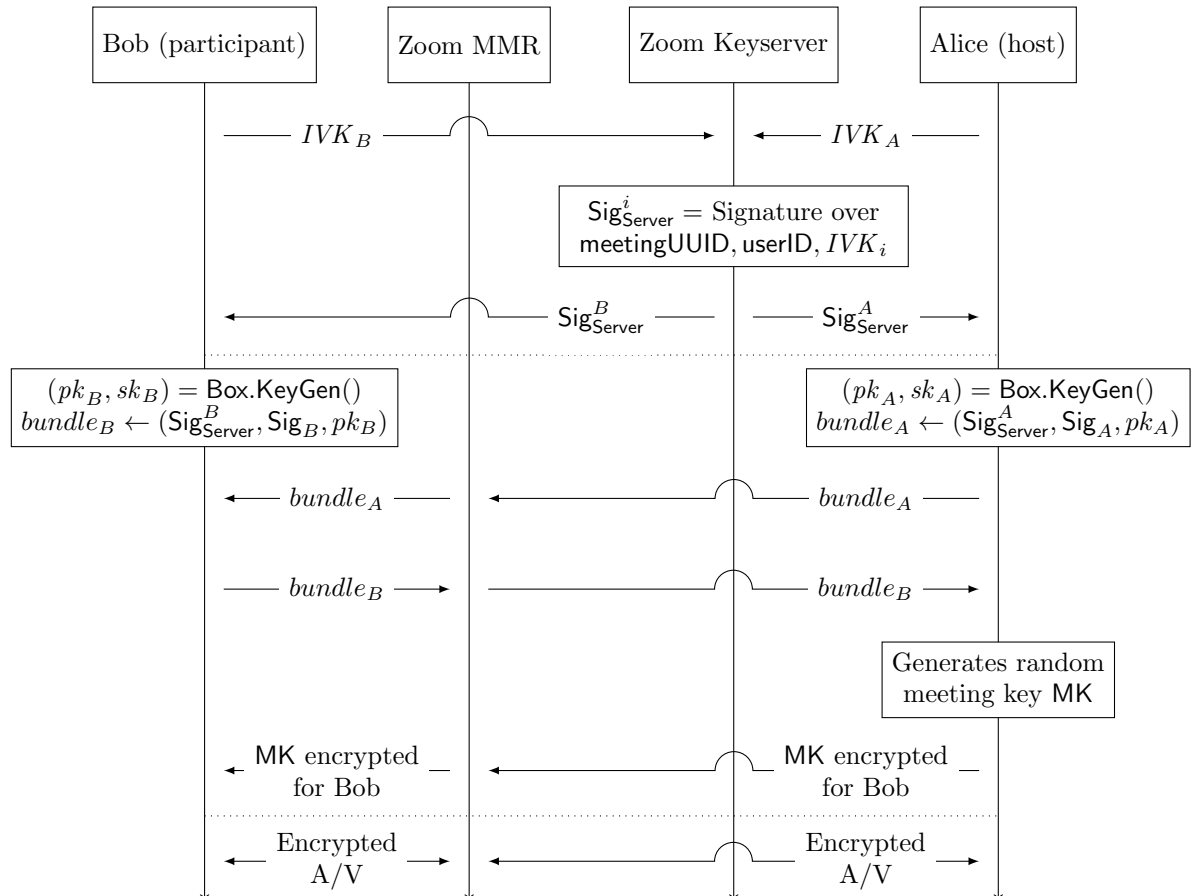 Bob (participant)
Zoom MMR
Zoom Keyserver
Alice (host)
IVK_B
IVK_A
Sig^i_Server = Signature over
meetingUUID, userID, IVK_i
Sig^B_Server
Sig^A_Server
(pk_B, sk_B) = Box.KeyGen()
bundle_B ← (Sig^B_Server, Sig_B, pk_B)
(pk_A, sk_A) = Box.KeyGen()
bundle_A ← (Sig^A_Server, Sig_A, pk_A)
bundle_A
bundle_A
bundle_B
bundle_B
Generates random
meeting key MK
MK encrypted
for Bob
MK encrypted
for Bob
Encrypted
A/V
Encrypted
A/V